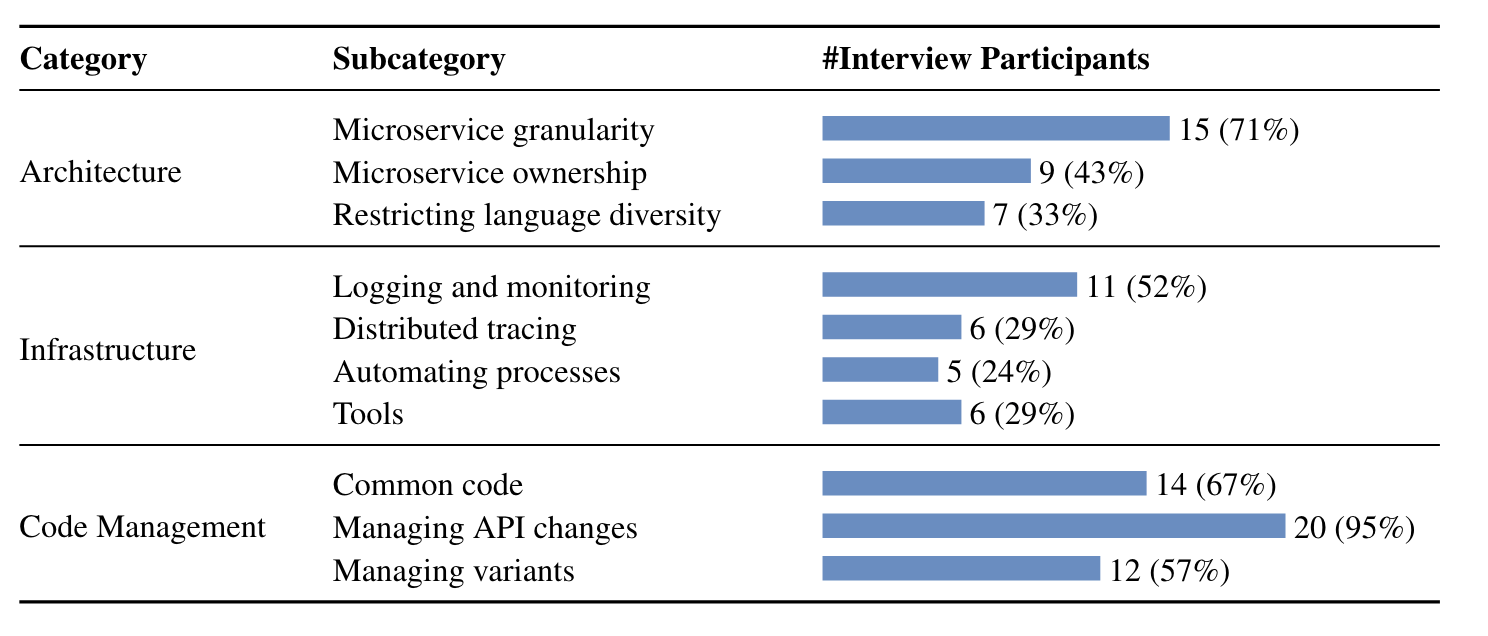 Category Subcategory #Interview Participants
Microservice granularity 15 (71%)
Architecture Microservice ownership 9 (43%)
Restricting language diversity 7 (33%)
Logging and monitoring 11 (52%)
Distributed tracing 6 (29%)
Infrastructure
Automating processes 5 (24%)
Tools 6 (29%)
Common code 14 (67%)
Code Management Managing API changes 20 (95%)
Managing variants 12 (57%)